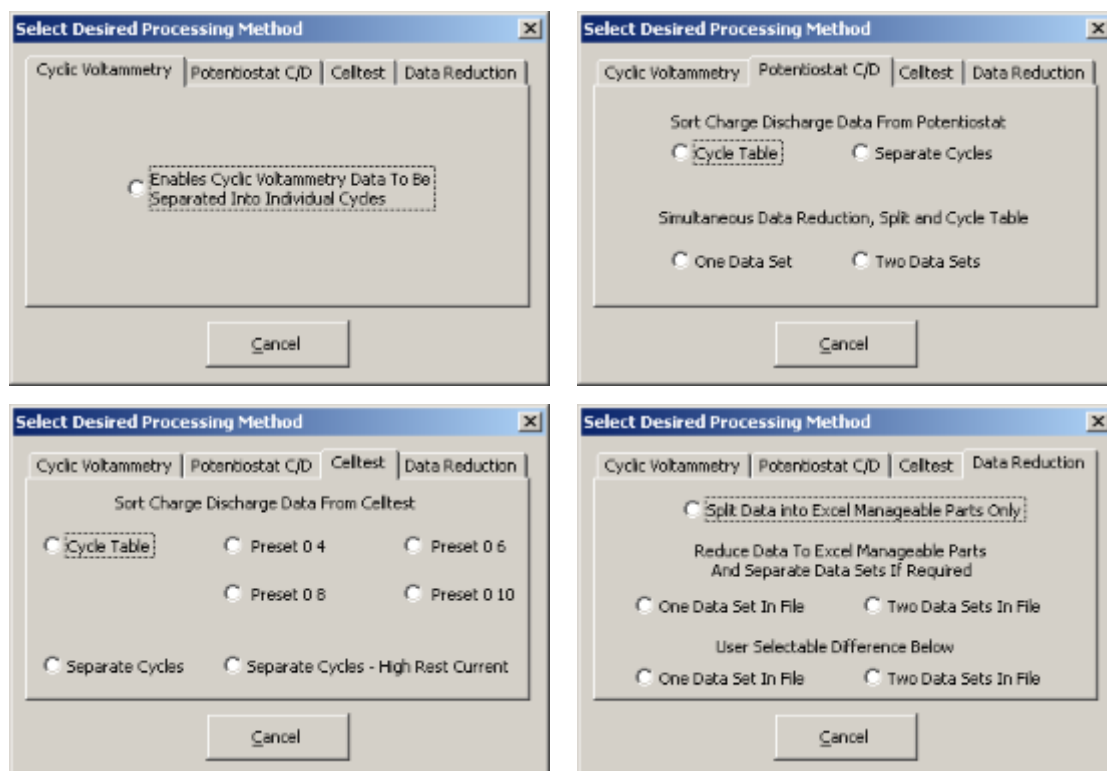 Select Desired Processing Method
Cyclic Voltammetry
Potentiostat C/D
Celltest
Data Reduction
Enables Cyclic Voltammetry Data To Be
Separated Into Individual Cycles
Cancel
Select Desired Processing Method
Cyclic Voltammetry
Potentiostat C/D
Celltest
Data Reduction
Sort Charge Discharge Data From Potentiostat
Cycle Table
Separate Cycles
Simultaneous Data Reduction, Split and Cycle Table
One Data Set
Two Data Sets
Cancel
Select Desired Processing Method
Cyclic Voltammetry
Potentiostat C/D
Celltest
Data Reduction
Sort Charge Discharge Data From Celltest
Cycle Table
Preset 0 4
Preset 0 6
Preset 0 8
Preset 0 10
Separate Cycles
Separate Cycles - High Rest Current
Cancel
Select Desired Processing Method
Cyclic Voltammetry
Potentiostat C/D
Celltest
Data Reduction
Split Data into Excel Manageable Parts Only
Reduce Data To Excel Manageable Parts
And Separate Data Sets If Required
One Data Set In File
Two Data Sets In File
User Selectable Difference Below
One Data Set In File
Two Data Sets In File
Cancel